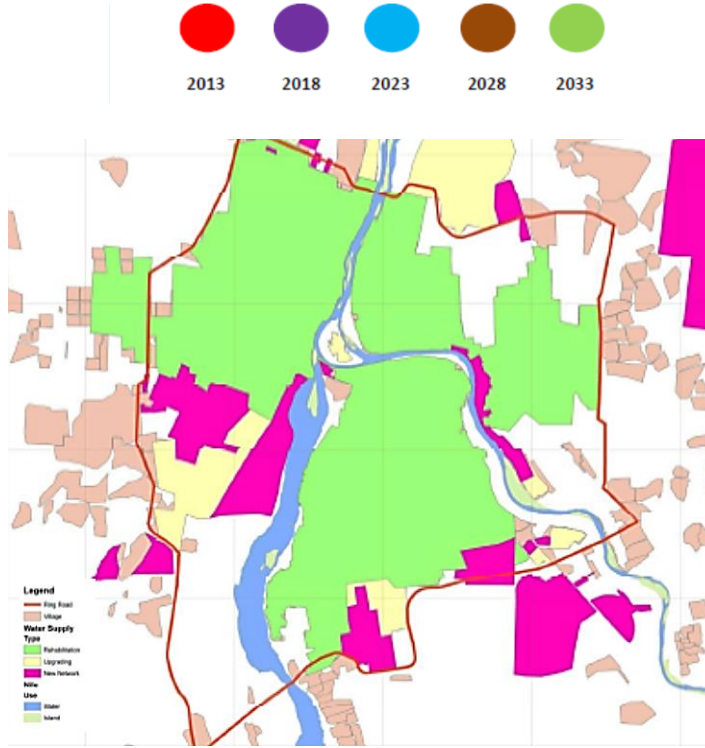 2013 2018 2023 2028 2033
Legend
Ring Road
Village
Water Supply
Type
Rehabilitation
Upgrading
New Network
Nile
Use
Water
Island